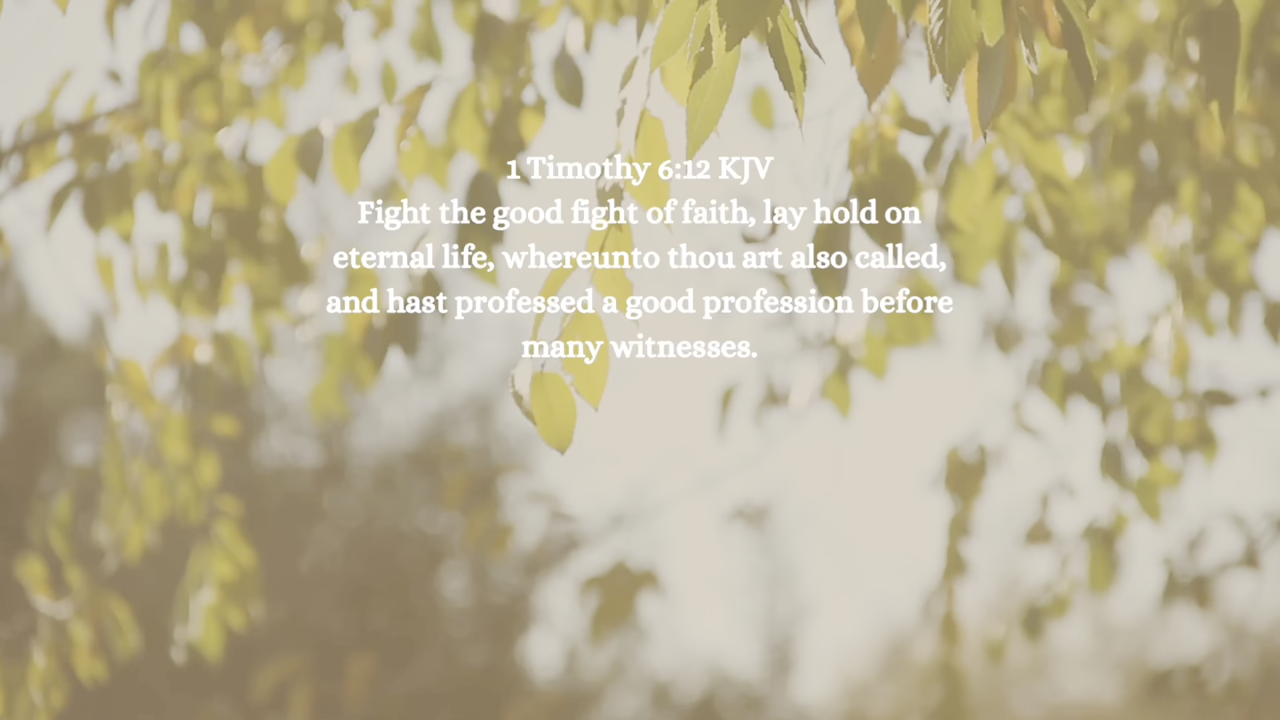 1 Timothy 6:12 KJV
Fight the good fight of faith, lay hold on
eternal life, whereunto thou art also called,
and hast professed a good profession before
many witnesses.